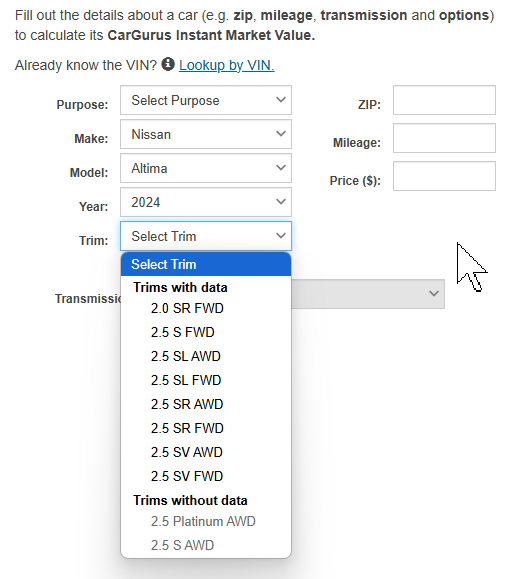 Fill out the details about a car (e.g. zip, mileage, transmission and options)
to calculate its CarGurus Instant Market Value.
Already know the VIN? Lookup by VIN.
Purpose: Select Purpose
Make: Nissan
Model: Altima
Year: 2024
Trim: Select Trim
ZIP:
Mileage:
Price ($):
Select Trim
Trims with data
2.0 SR FWD
2.5 S FWD
2.5 SL AWD
2.5 SL FWD
2.5 SR AWD
2.5 SR FWD
2.5 SV AWD
2.5 SV FWD
Trims without data
2.5 Platinum AWD
2.5 S AWD
Transmissi